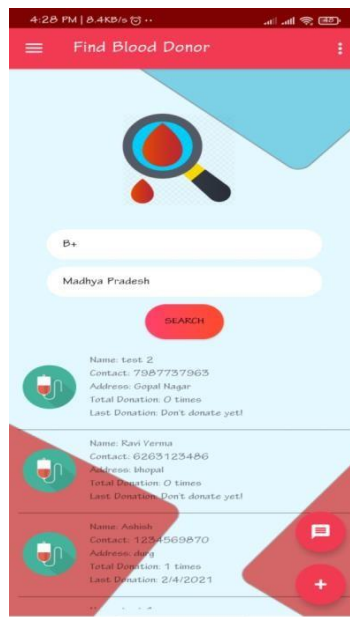 4:28 PM | 8.4KB/s
Find Blood Donor
B+
Madhya Pradesh
SEARCH
Name: test 2
Contact: 7987737963
Address: Gopal Nagar
Total Donation: 0 times
Last Donation: Don't donate yet!
Name: Ravi Verma
Contact: 6263123486
Address: bhopal
Total Donation: 0 times
Last Donation: Don't donate yet!
Name: Ashish
Contact: 1234569870
Address: durg
Total Donation: 1 times
Last Donation: 2/4/2021